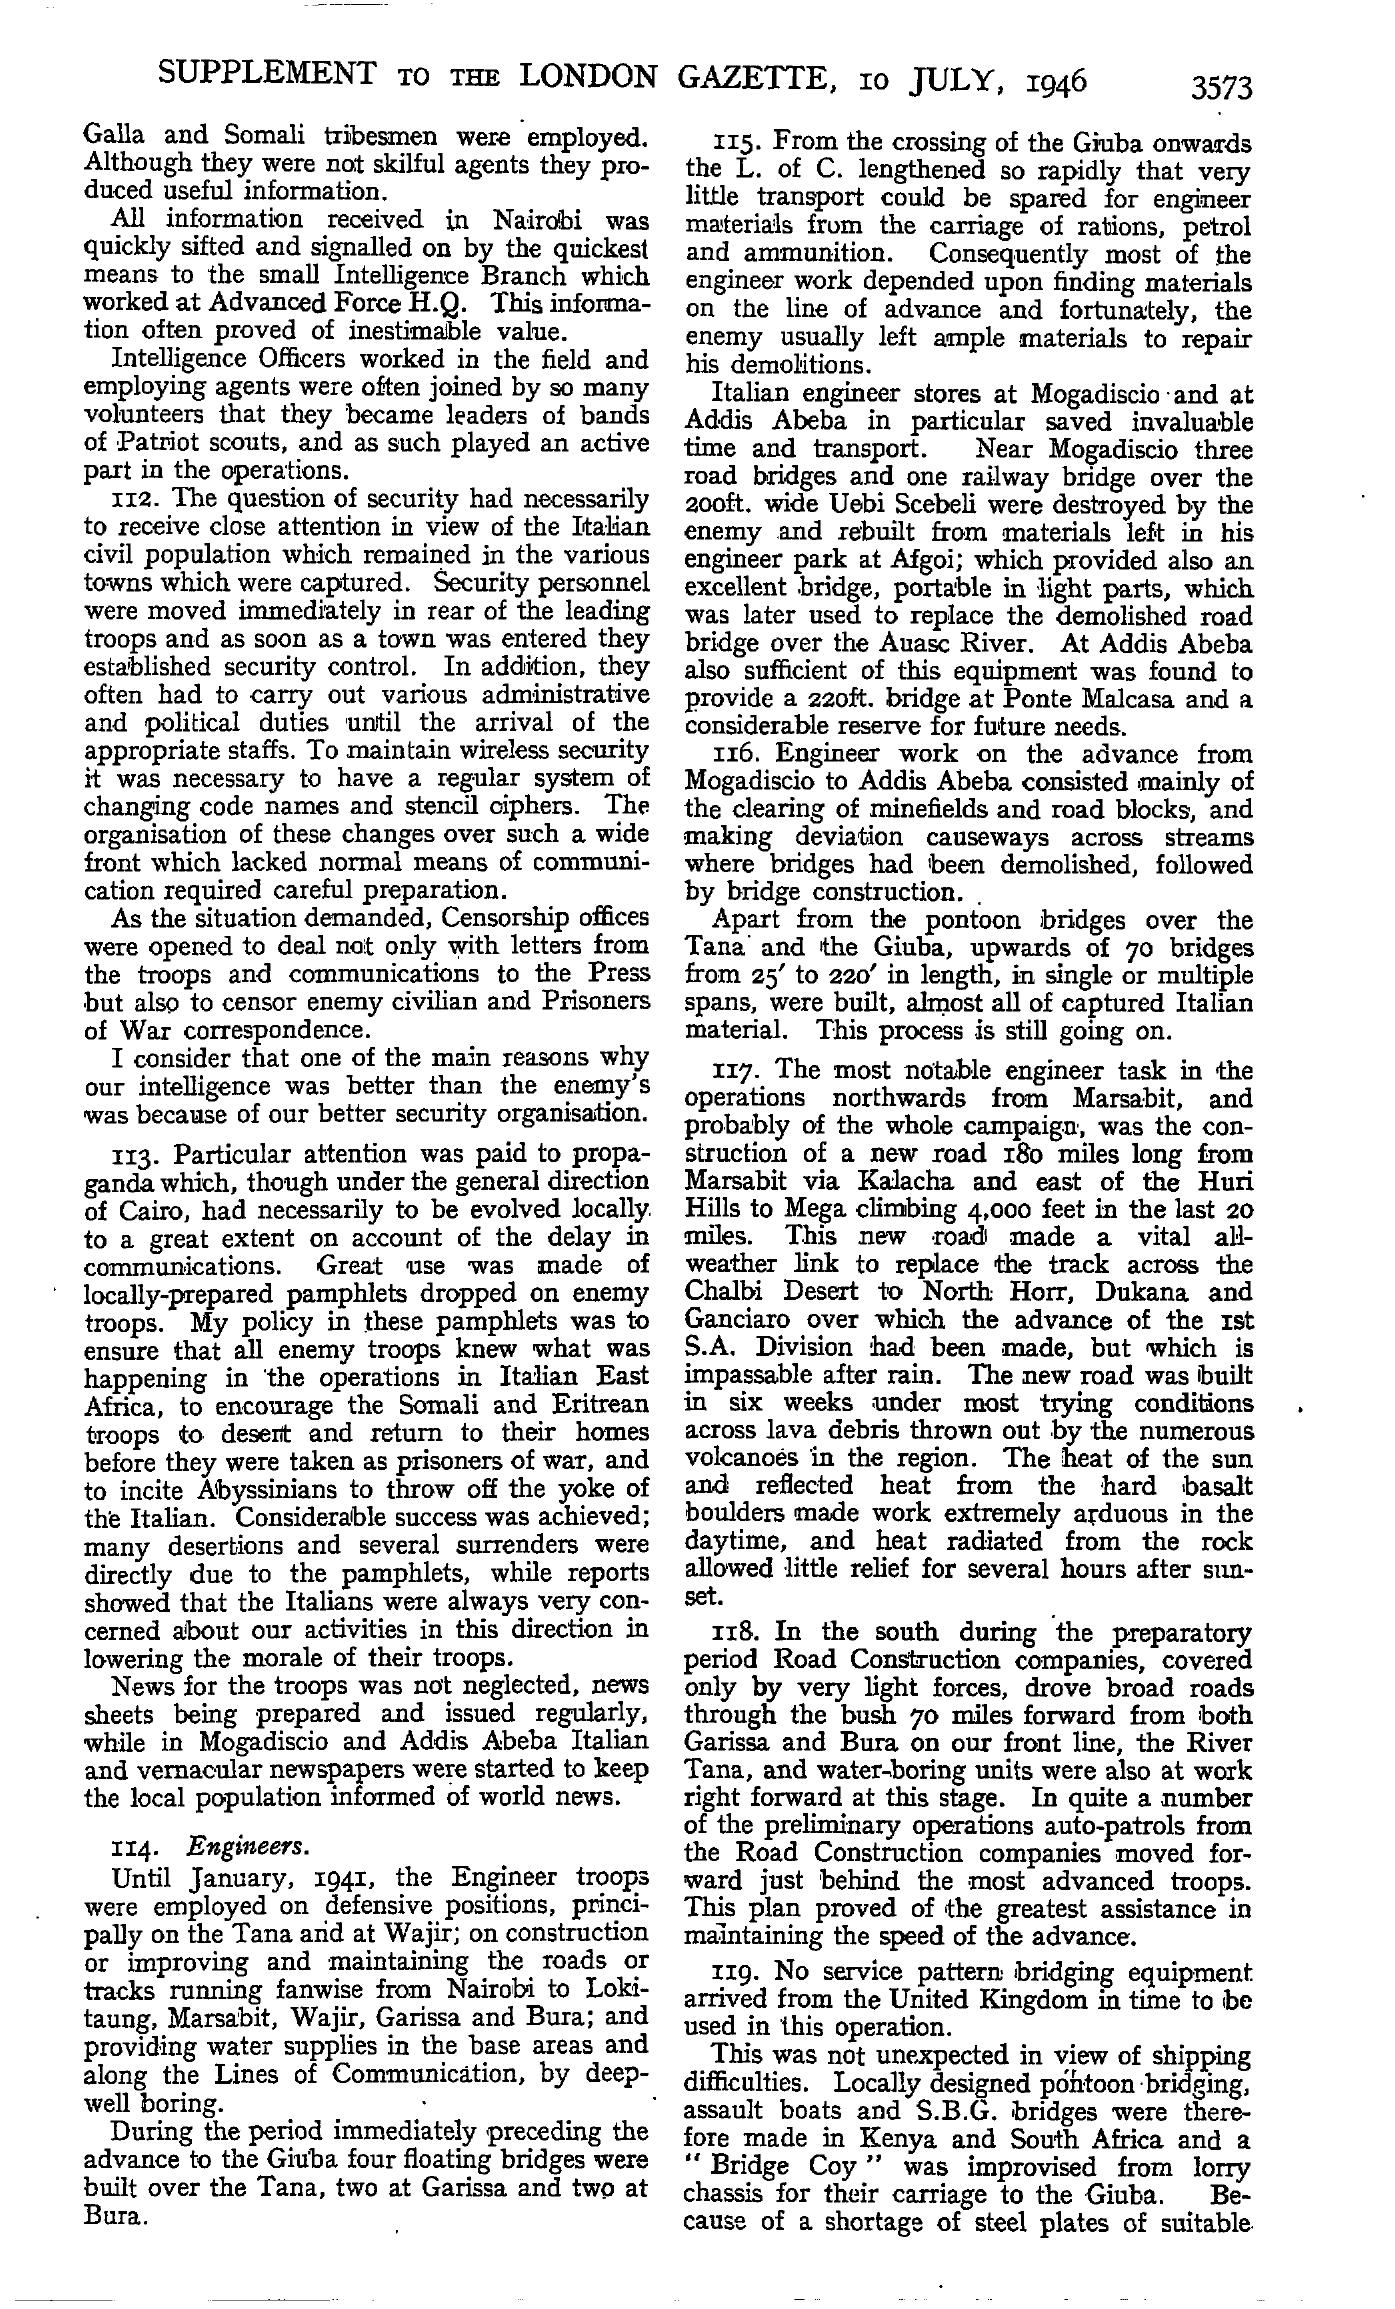 SUPPLEMENT TO THE LONDON GAZETTE, 10 JULY, 1946 3573
Galla and Somali tribesmen were employed.
Although they were not skilful agents they pro-
duced useful information.
All information received in Nairobi was
quickly sifted and signalled on by the quickest
means to the small Intelligence Branch which
worked at Advanced Force H.Q. This informa-
tion often proved of inestimable value.
Intelligence Officers worked in the field and
employing agents were often joined by so many
volunteers that they became leaders of bands
of Patriot scouts, and as such played an active
part in the operations.
112. The question of security had necessarily
to receive close attention in view of the Italian
civil population which remained in the various
towns which were captured. Security personnel
were moved immediately in rear of the leading
troops and as soon as a town was entered they
established security control. In addition, they
often had to carry out various administrative
and political duties until the arrival of the
appropriate staffs. To maintain wireless security
it was necessary to have a regular system of
changing code names and stencil ciphers. The
organisation of these changes over such a wide
front which lacked normal means of communi-
cation required careful preparation.
As the situation demanded, Censorship offices
were opened to deal not only with letters from
the troops and communications to the Press
but also to censor enemy civilian and Prisoners
of War correspondence.
I consider that one of the main reasons why
our intelligence was better than the enemy's
was because of our better security organisation.
113. Particular attention was paid to propa-
ganda which, though under the general direction
of Cairo, had necessarily to be evolved locally
to a great extent on account of the delay in
communications. Great use was made of
locally-prepared pamphlets dropped on enemy
troops. My policy in these pamphlets was to
ensure that all enemy troops knew what was
happening in the operations in Italian East
Africa, to encourage the Somali and Eritrean
troops to desert and return to their homes
before they were taken as prisoners of war, and
to incite Abyssinians to throw off the yoke of
the Italian. Considerable success was achieved;
many desertions and several surrenders were
directly due to the pamphlets, while reports
showed that the Italians were always very con-
cerned about our activities in this direction in
lowering the morale of their troops.
News for the troops was not neglected, news
sheets being prepared and issued regularly,
while in Mogadiscio and Addis Abeba Italian
and vernacular newspapers were started to keep
the local population informed of world news.
114. Engineers.
Until January, 1941, the Engineer troops
were employed on defensive positions, princi-
pally on the Tana and at Wajir; on construction
or improving and maintaining the roads or
tracks running fanwise from Nairobi to Loki-
taung, Marsabit, Wajir, Garissa and Bura; and
providing water supplies in the base areas and
along the Lines of Communication, by deep-
well boring.
During the period immediately preceding the
advance to the Giuba four floating bridges were
built over the Tana, two at Garissa and two at
Bura.
115. From the crossing of the Giuba onwards
the L. of C. lengthened so rapidly that very
little transport could be spared for engineer
materials from the carriage of rations, petrol
and ammunition. Consequently most of the
engineer work depended upon finding materials
on the line of advance and fortunately, the
enemy usually left ample materials to repair
his demolitions.
Italian engineer stores at Mogadiscio and at
Addis Abeba in particular saved invaluable
time and transport. Near Mogadiscio three
road bridges and one railway bridge over the
200ft. wide Uebi Scebeli were destroyed by the
enemy and rebuilt from materials left in his
engineer park at Afgoi; which provided also an
excellent bridge, portable in light parts, which
was later used to replace the demolished road
bridge over the Auasc River. At Addis Abeba
also sufficient of this equipment was found to
provide a 220ft. bridge at Ponte Malcasa and a
considerable reserve for future needs.
116. Engineer work on the advance from
Mogadiscio to Addis Abeba consisted mainly of
the clearing of minefields and road blocks, and
making deviation causeways across streams
where bridges had been demolished, followed
by bridge construction.
Apart from the pontoon bridges over the
Tana and the Giuba, upwards of 70 bridges
from 25′ to 220′ in length, in single or multiple
spans, were built, almost all of captured Italian
material. This process is still going on.
117. The most notable engineer task in the
operations northwards from Marsabit, and
probably of the whole campaign, was the con-
struction of a new road 180 miles long from
Marsabit via Kalacha and east of the Huri
Hills to Mega climbing 4,000 feet in the last 20
miles. This new road made a vital all-
weather link to replace the track across the
Chalbi Desert to North Horr, Dukana and
Ganciaro over which the advance of the 1st
S.A. Division had been made, but which is
impassable after rain. The new road was built
in six weeks under most trying conditions
across lava debris thrown out by the numerous
volcanoes in the region. The heat of the sun
and reflected heat from the hard basalt
boulders made work extremely arduous in the
daytime, and heat radiated from the rock
allowed little relief for several hours after sun-
set.
118. In the south during the preparatory
period Road Construction companies, covered
only by very light forces, drove broad roads
through the bush 70 miles forward from both
Garissa and Bura on our front line, the River
Tana, and water-boring units were also at work
right forward at this stage. In quite a number
of the preliminary operations auto-patrols from
the Road Construction companies moved for-
ward just behind the most advanced troops.
This plan proved of the greatest assistance in
maintaining the speed of the advance.
119. No service pattern bridging equipment
arrived from the United Kingdom in time to be
used in this operation.
This was not unexpected in view of shipping
difficulties. Locally designed pontoon bridging,
assault boats and S.B.G. bridges were there-
fore made in Kenya and South Africa and a
" Bridge Coy " was improvised from lorry
chassis for their carriage to the Giuba. Be-
cause of a shortage of steel plates of suitable